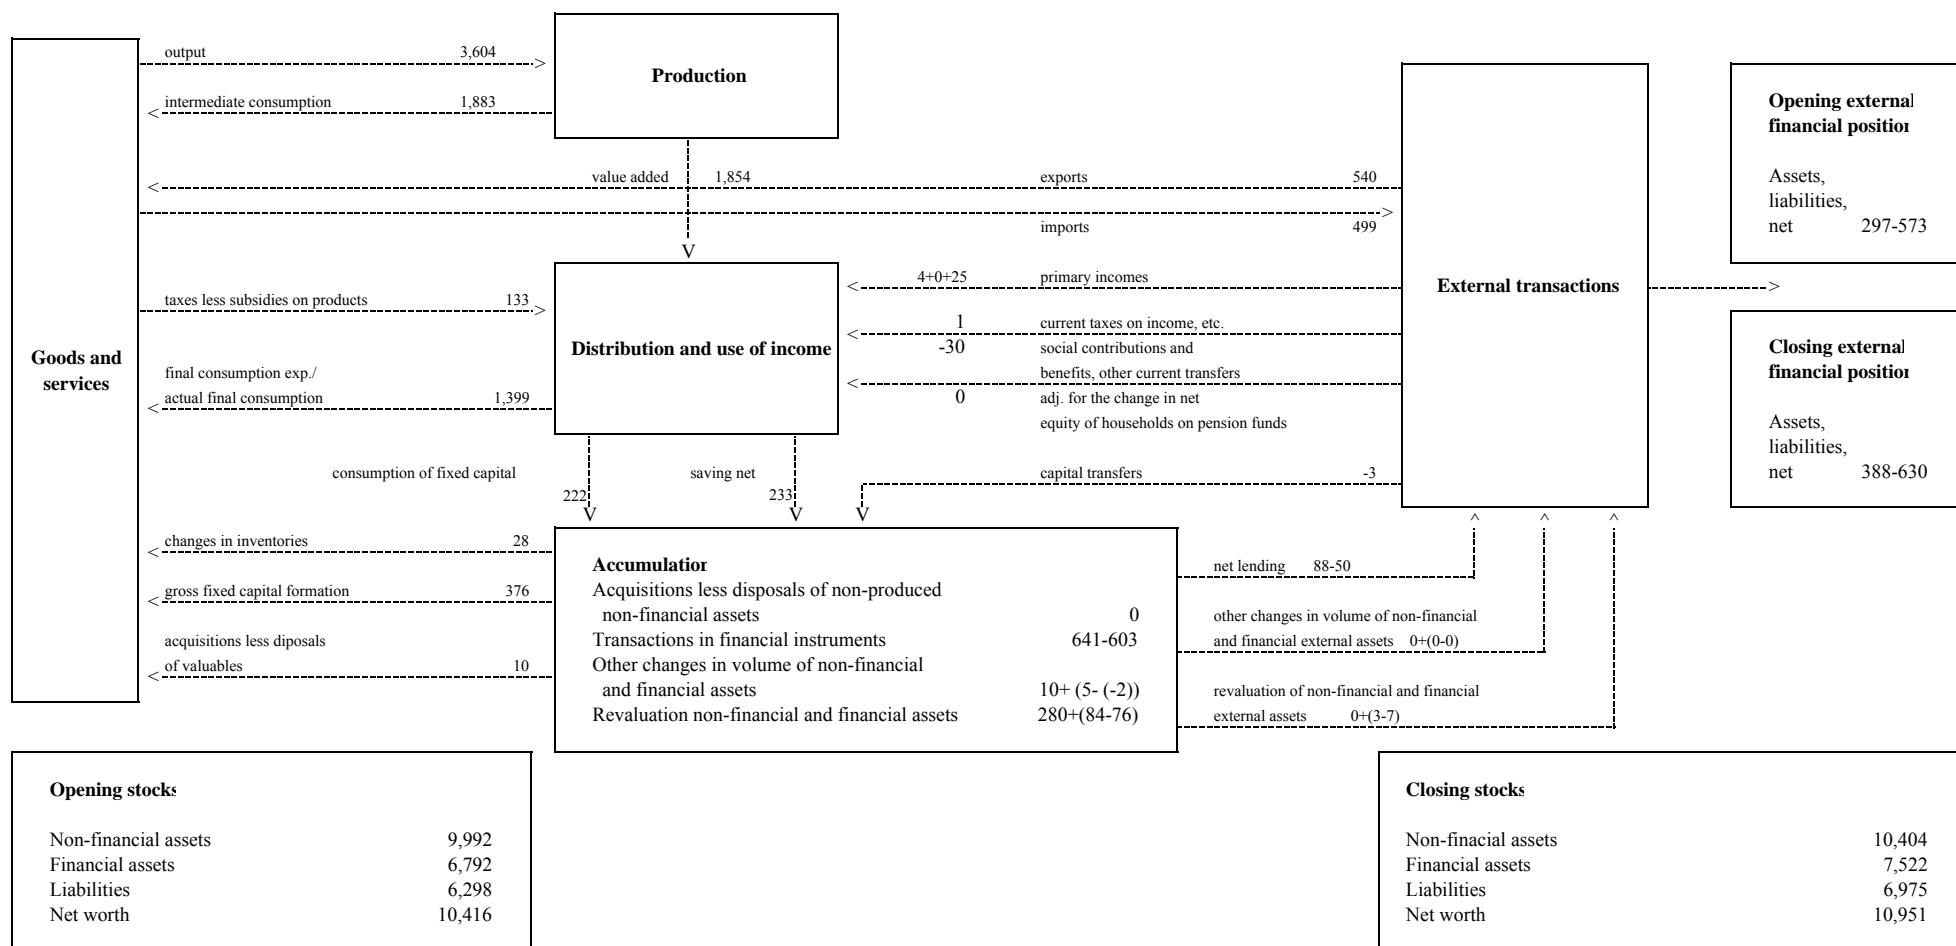 output 3,604
Production
intermediate consumption 1,883
Opening external
financial position
value added 1,854 exports 540
Assets,
liabilities,
net 297-573
imports 499
4+0+25 primary incomes
External transactions
taxes less subsidies on products 133
1 current taxes on income, etc.
Goods and
services
Distribution and use of income
-30 social contributions and
benefits, other current transfers
0 adj. for the change in net
equity of households on pension funds
final consumption exp./
actual final consumption 1,399
Closing external
financial position
Assets,
liabilities,
net 388-630
consumption of fixed capital
222
saving net
233
capital transfers -3
changes in inventories 28
gross fixed capital formation 376
acquisitions less diposals
of valuables 10
Accumulation
Acquisitions less disposals of non-produced
non-financial assets 0
Transactions in financial instruments 641-603
Other changes in volume of non-financial
and financial assets 10+ (5- (-2))
Revaluation non-financial and financial assets 280+(84-76)
net lending 88-50
other changes in volume of non-financial
and financial external assets 0+(0-0)
revaluation of non-financial and financial
external assets 0+(3-7)
Opening stocks
Non-financial assets 9,992
Financial assets 6,792
Liabilities 6,298
Net worth 10,416
Closing stocks
Non-finacial assets 10,404
Financial assets 7,522
Liabilities 6,975
Net worth 10,951